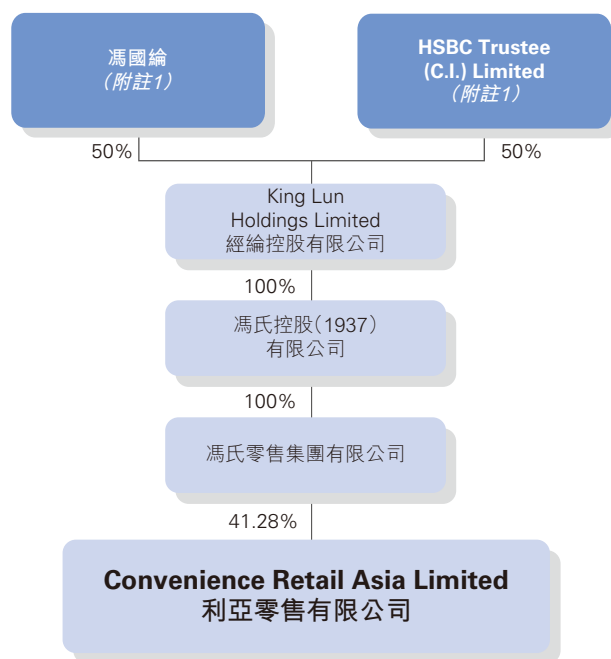 馮國綸
(附註1)
HSBC Trustee
(C.I.) Limited
(附註1)
50%
50%
King Lun
Holdings Limited
經綸控股有限公司
100%
馮氏控股(1937)
有限公司
100%
馮氏零售集團有限公司
41.28%
Convenience Retail Asia Limited
利亞零售有限公司